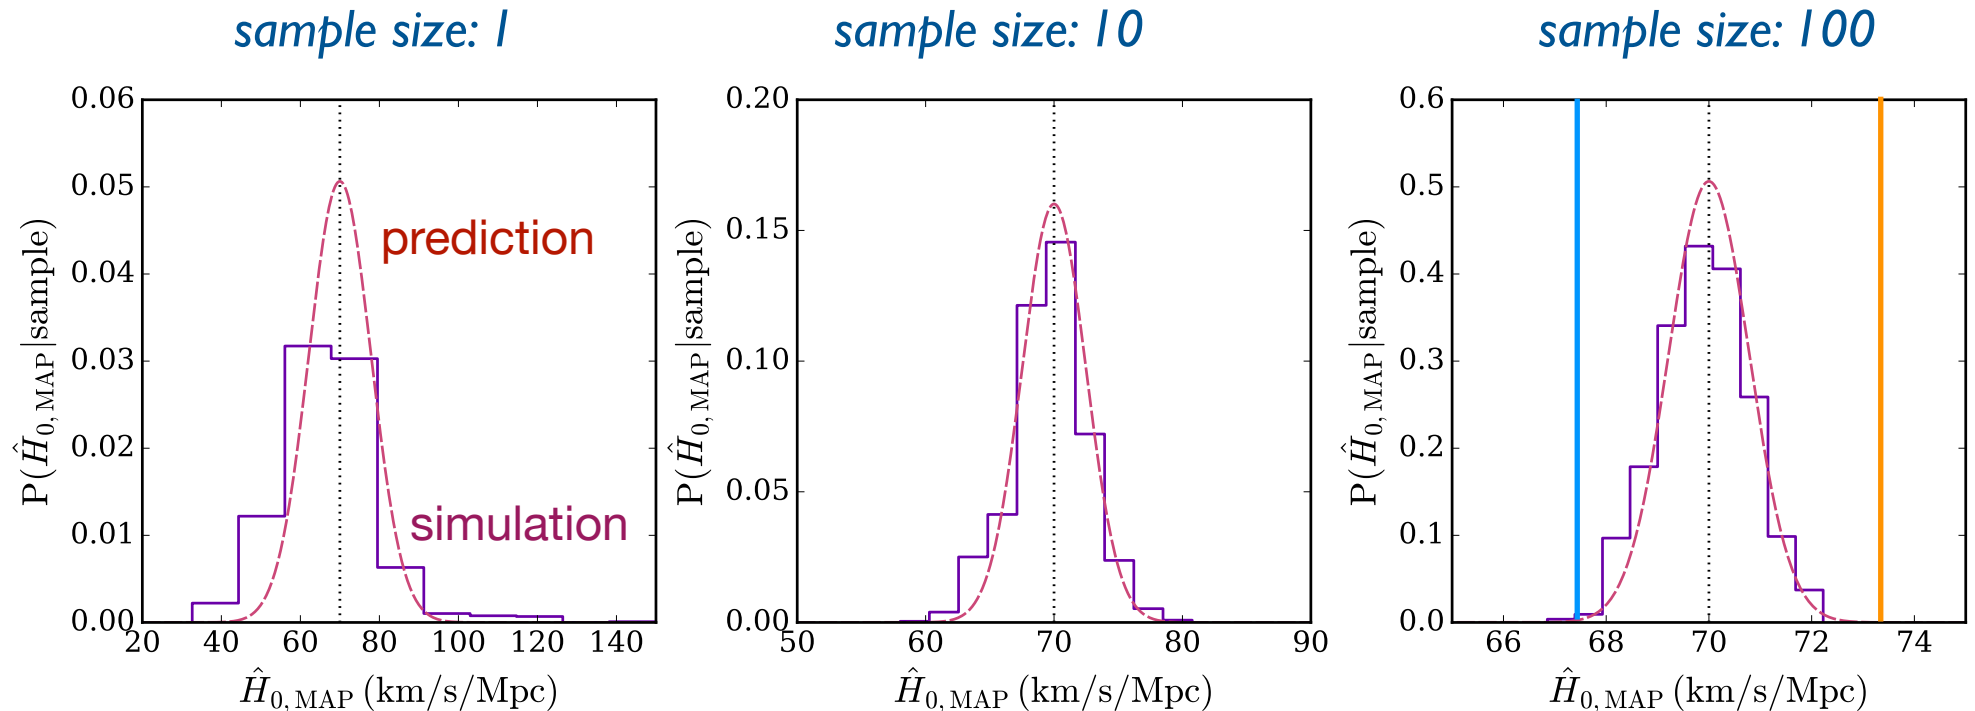 sample size: 1
sample size: 10
sample size: 100
0.06
0.05
0.04
0.03
0.02
0.01
0.00
20 40 60 80 100 120 140
P(Ĥ0,MAP|sample)
Ĥ0,MAP (km/s/Mpc)
prediction
simulation
0.20
0.15
0.10
0.05
0.00
50 60 70 80 90
P(Ĥ0,MAP|sample)
Ĥ0,MAP (km/s/Mpc)
0.6
0.5
0.4
0.3
0.2
0.1
0.0
66 68 70 72 74
P(Ĥ0,MAP|sample)
Ĥ0,MAP (km/s/Mpc)